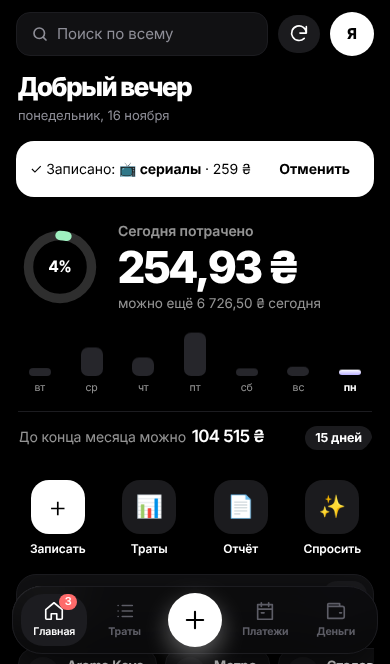 Поиск по всему
Я
Добрый вечер
понедельник, 16 ноября
✓ Записано: 📺 сериалы · 259 ₴ Отменить
4%
Сегодня потрачено
254,93 ₴
можно ещё 6 726,50 ₴ сегодня
вт ср чт пт сб вс пн
До конца месяца можно 104 515 ₴ 15 дней
Записать Траты Отчёт Спросить
3
Главная Траты Платежи Деньги